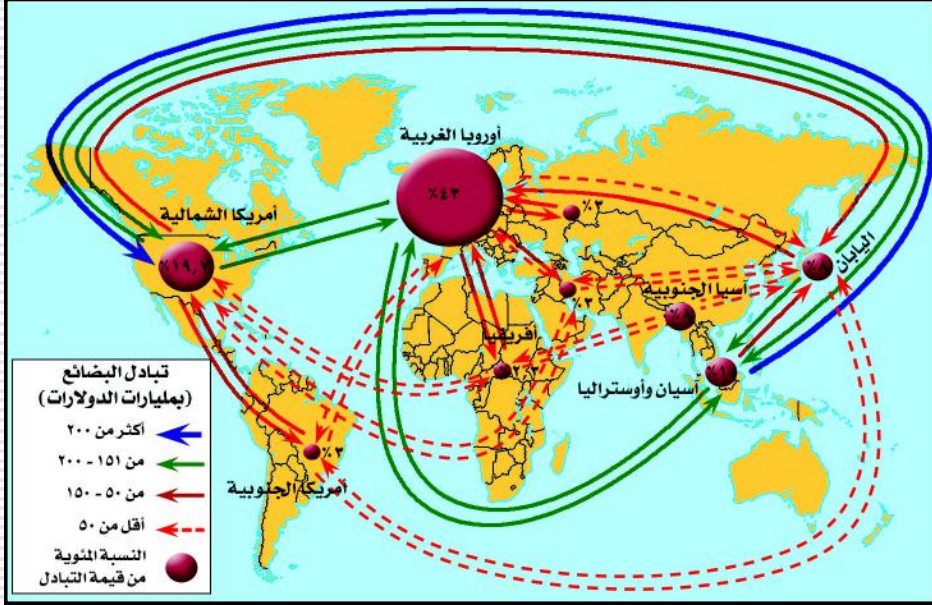 أوروبا الغربية
٤٣٪
٢٪
أمريكا الشمالية
١٩,٧٪
اليابان
٨٪
آسيا الجنوبية
٣٪
أفريقيا
أسيان وأوستراليا
٣٪
أمريكا الجنوبية
تبادل البضائع
(بمليارات الدولارات)
أكثر من ٢٠٠
من ١٥١ - ٢٠٠
من ٥٠ - ١٥٠
أقل من ٥٠
النسبة المئوية
من قيمة التبادل